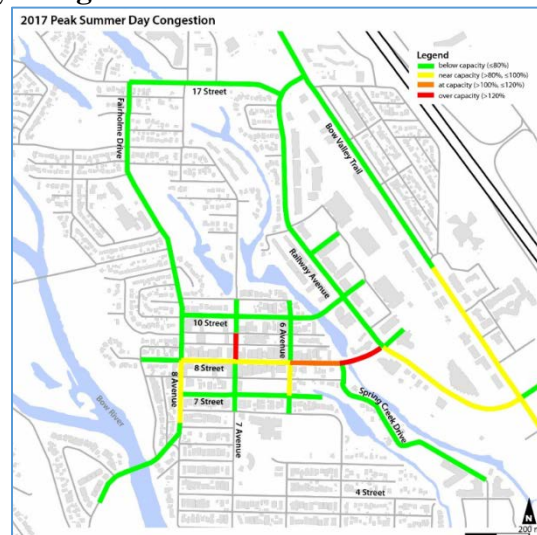 2017 Peak Summer Day Congestion
Legend
below capacity (≤80%)
near capacity (>80%, ≤100%)
at capacity (>100%, ≤120%)
over capacity (>120%)
17 Street
Fairholme Drive
Bow Valley Trail
Railway Avenue
10 Street
6 Avenue
8 Street
8 Avenue
7 Street
Spring Creek Drive
Bow River
7 Avenue
4 Street
N
200 m